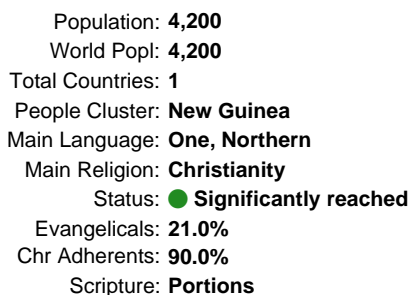 Population: 4,200
World Popl: 4,200
Total Countries: 1
People Cluster: New Guinea
Main Language: One, Northern
Main Religion: Christianity
Status: Significantly reached
Evangelicals: 21.0%
Chr Adherents: 90.0%
Scripture: Portions